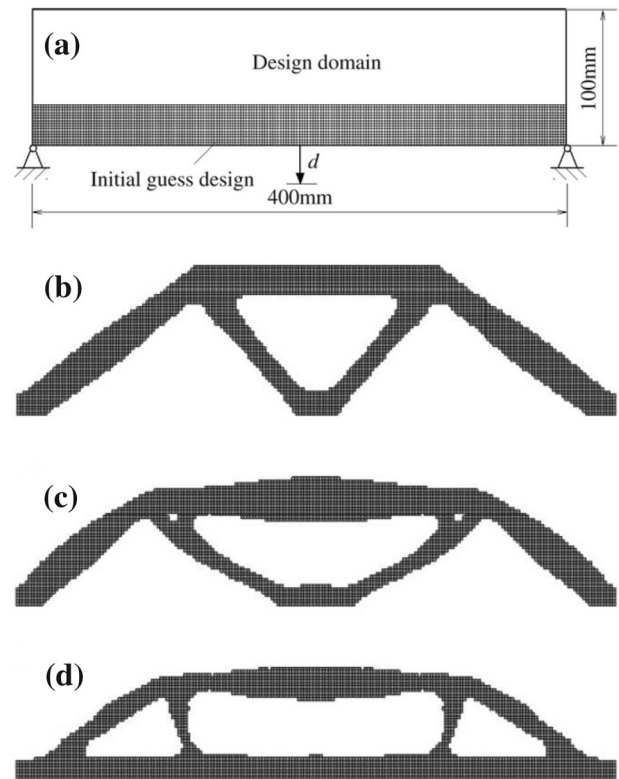 (a)
Design domain
100mm
Initial guess design
d
400mm
(b)
(c)
(d)